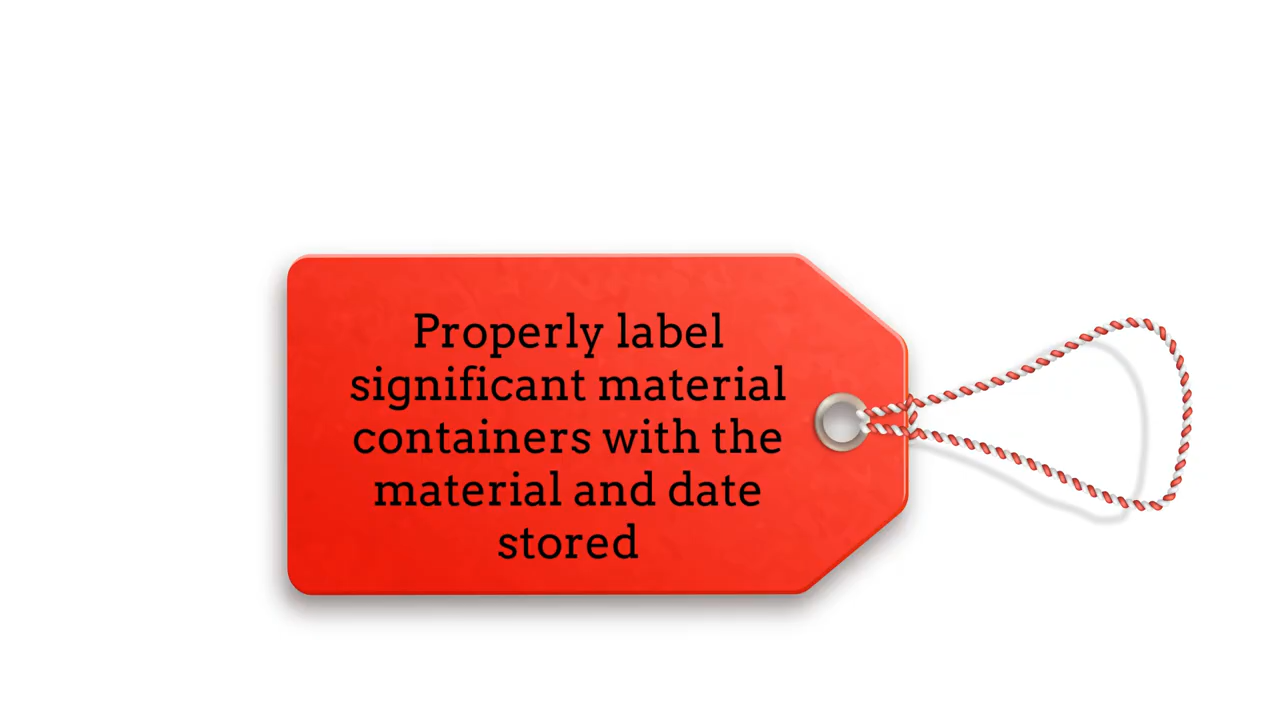 Properly label
significant material
containers with the
material and date
stored